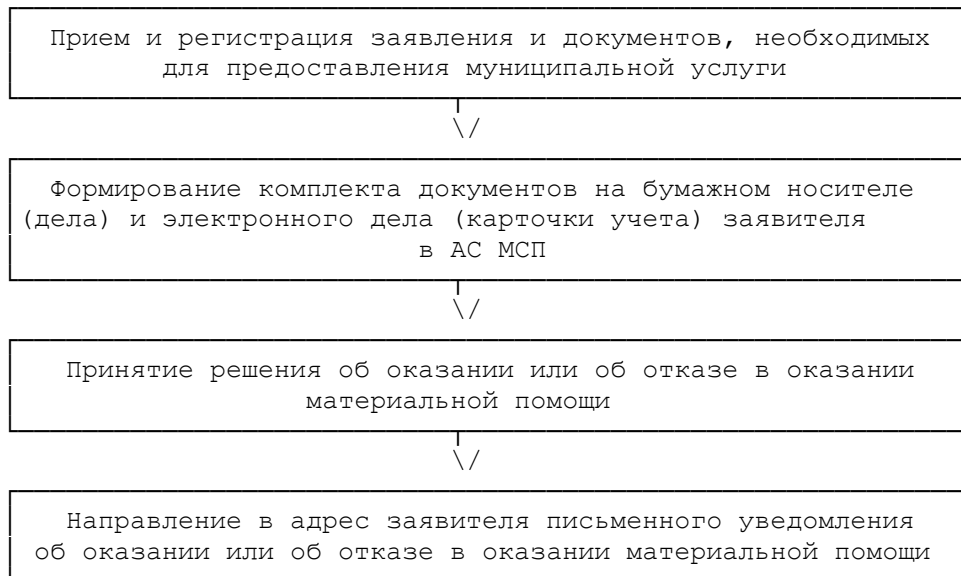 Прием и регистрация заявления и документов, необходимых
для предоставления муниципальной услуги
\/
Формирование комплекта документов на бумажном носителе
(дела) и электронного дела (карточки учета) заявителя
в АС МСП
\/
Принятие решения об оказании или об отказе в оказании
материальной помощи
\/
Направление в адрес заявителя письменного уведомления
об оказании или об отказе в оказании материальной помощи